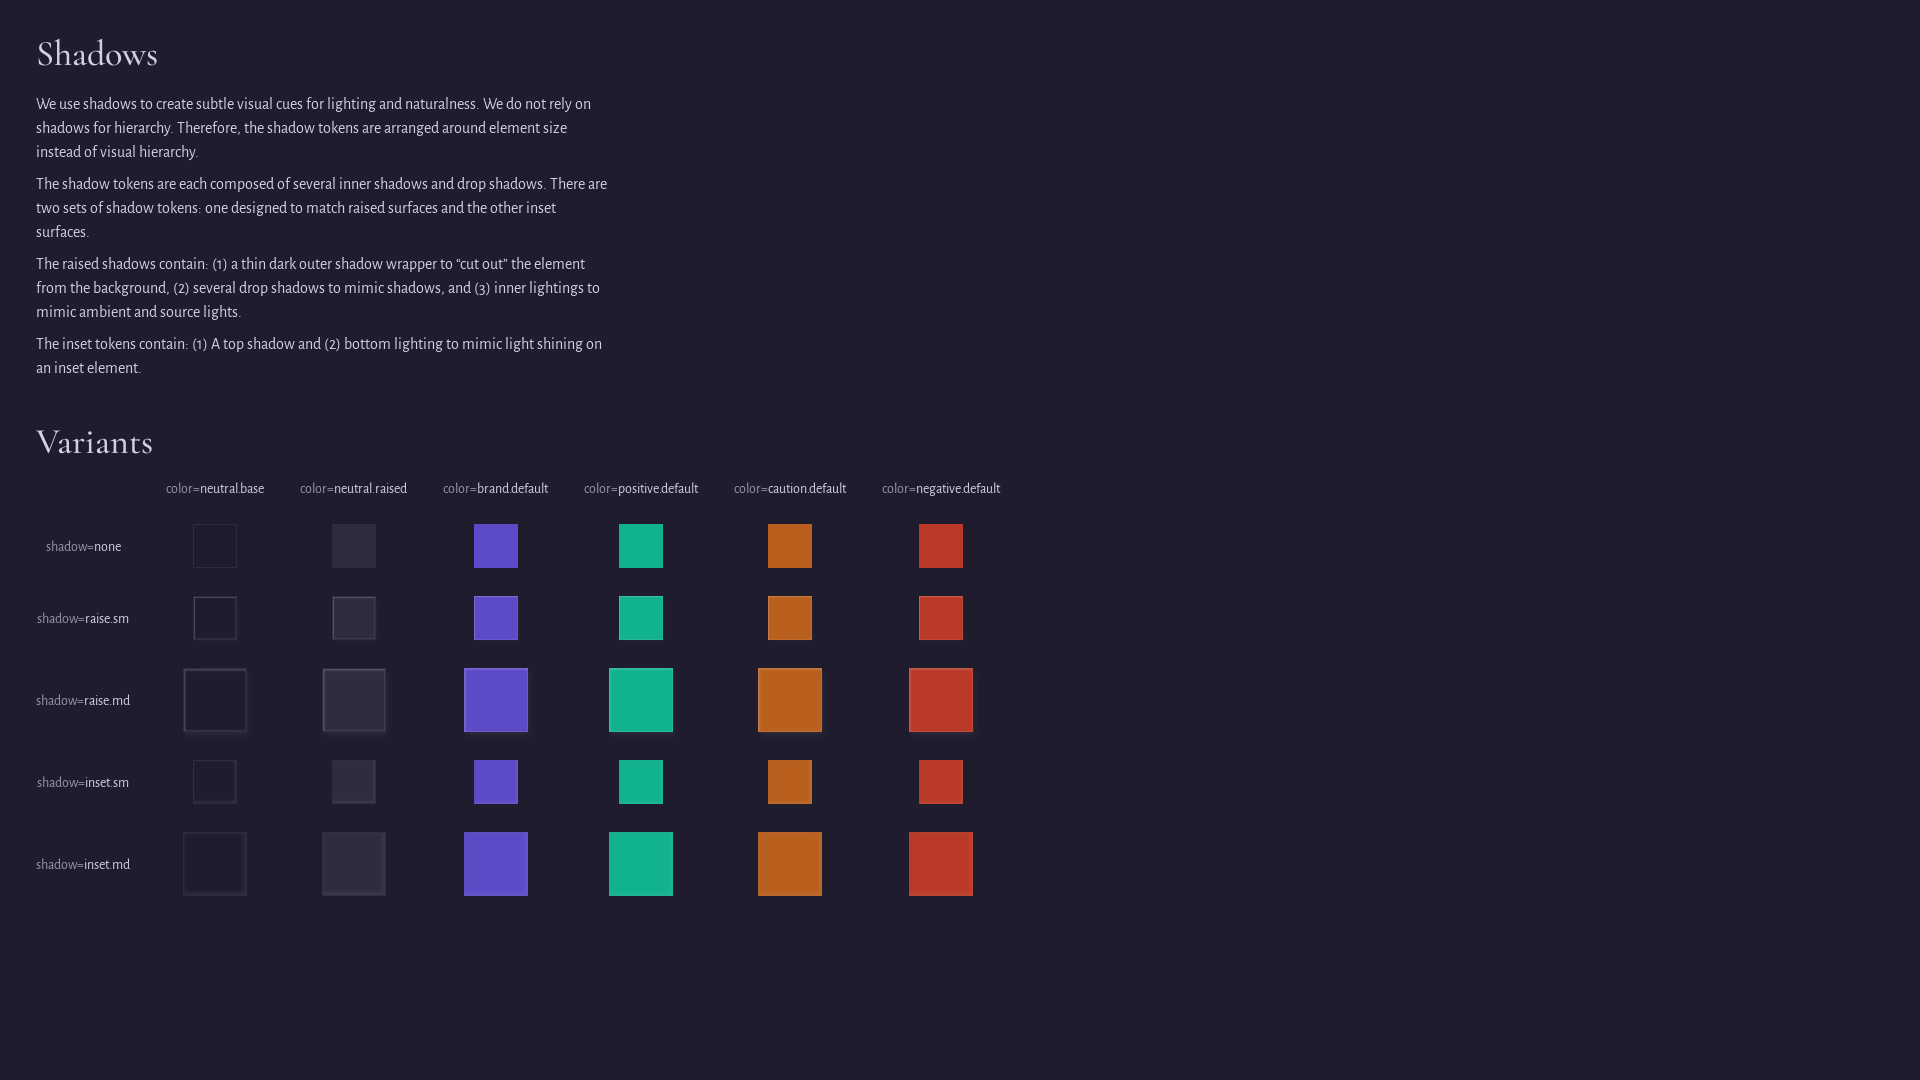 Shadows
We use shadows to create subtle visual cues for lighting and naturalness. We do not rely on
shadows for hierarchy. Therefore, the shadow tokens are arranged around element size
instead of visual hierarchy.
The shadow tokens are each composed of several inner shadows and drop shadows. There are
two sets of shadow tokens: one designed to match raised surfaces and the other inset
surfaces.
The raised shadows contain: (1) a thin dark outer shadow wrapper to “cut out” the element
from the background, (2) several drop shadows to mimic shadows, and (3) inner lightings to
mimic ambient and source lights.
The inset tokens contain: (1) A top shadow and (2) bottom lighting to mimic light shining on
an inset element.
Variants
color=neutral.base color=neutral.raised color=brand.default color=positive.default color=caution.default color=negative.default
shadow=none
shadow=raise.sm
shadow=raise.md
shadow=inset.sm
shadow=inset.md